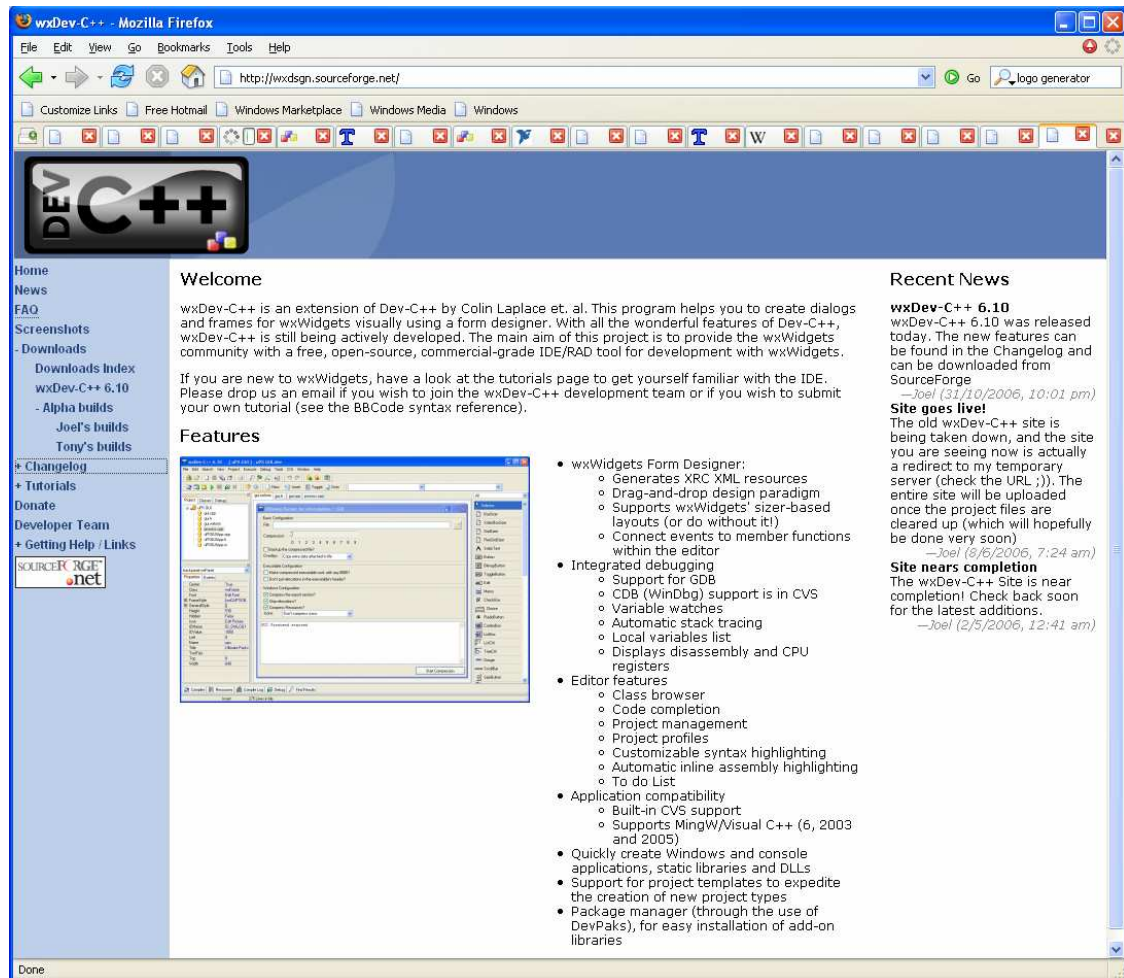 wxDev-C++ - Mozilla Firefox
File Edit View Go Bookmarks Tools Help
http://wxdsgn.sourceforge.net/ Go logo generator
Customize Links Free Hotmail Windows Marketplace Windows Media Windows
DEV C++
Home
News
FAQ
Screenshots
- Downloads
Downloads Index
wxDev-C++ 6.10
- Alpha builds
Joel's builds
Tony's builds
+ Changelog
+ Tutorials
Donate
Developer Team
+ Getting Help / Links
SOURCEFORGE
.net
Welcome
wxDev-C++ is an extension of Dev-C++ by Colin Laplace et. al. This program helps you to create dialogs
and frames for wxWidgets visually using a form designer. With all the wonderful features of Dev-C++,
wxDev-C++ is still being actively developed. The main aim of this project is to provide the wxWidgets
community with a free, open-source, commercial-grade IDE/RAD tool for development with wxWidgets.
If you are new to wxWidgets, have a look at the tutorials page to get yourself familiar with the IDE.
Please drop us an email if you wish to join the wxDev-C++ development team or if you wish to submit
your own tutorial (see the BBCode syntax reference).
Features
• wxWidgets Form Designer:
◦ Generates XRC XML resources
◦ Drag-and-drop design paradigm
◦ Supports wxWidgets' sizer-based
layouts (or do without it!)
◦ Connect events to member functions
within the editor
• Integrated debugging
◦ Support for GDB
◦ CDB (WinDbg) support is in CVS
◦ Variable watches
◦ Automatic stack tracing
◦ Local variables list
◦ Displays disassembly and CPU
registers
• Editor features
◦ Class browser
◦ Code completion
◦ Project management
◦ Project profiles
◦ Customizable syntax highlighting
◦ Automatic inline assembly highlighting
◦ To do List
• Application compatibility
◦ Built-in CVS support
◦ Supports MingW/Visual C++ (6, 2003
and 2005)
• Quickly create Windows and console
applications, static libraries and DLLs
• Support for project templates to expedite
the creation of new project types
• Package manager (through the use of
DevPaks), for easy installation of add-on
libraries
Recent News
wxDev-C++ 6.10
wxDev-C++ 6.10 was released
today. The new features can
be found in the Changelog and
can be downloaded from
SourceForge
—Joel (31/10/2006, 10:01 pm)
Site goes live!
The old wxDev-C++ site is
being taken down, and the site
you are seeing now is actually
a redirect to my temporary
server (check the URL ;)). The
entire site will be uploaded
once the project files are
cleared up (which will hopefully
be done very soon)
—Joel (8/6/2006, 7:24 am)
Site nears completion
The wxDev-C++ Site is near
completion! Check back soon
for the latest additions.
—Joel (2/5/2006, 12:41 am)
Done